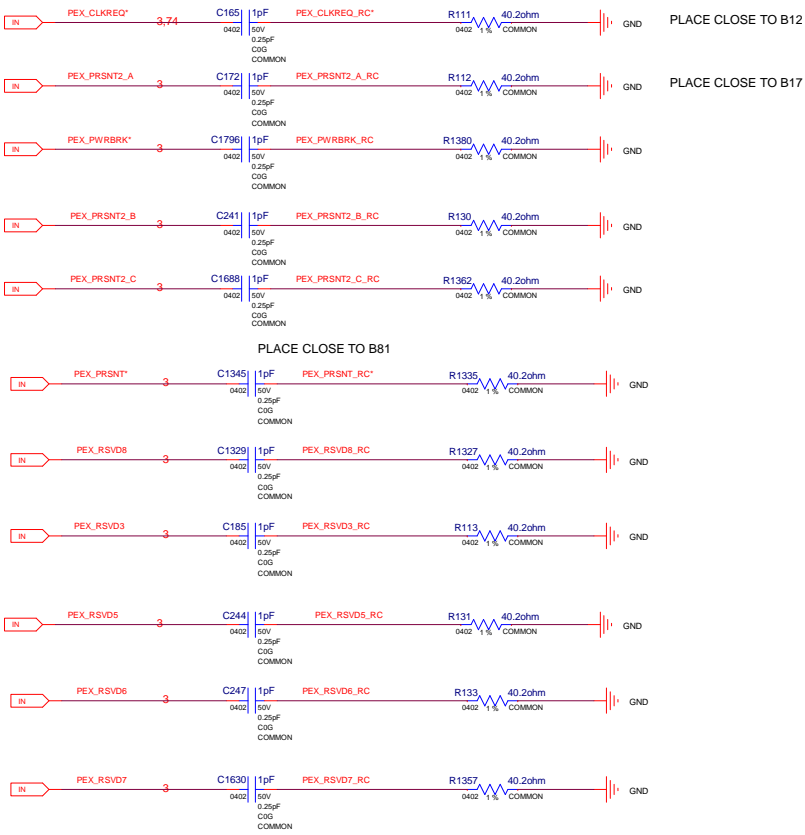 IN PEX_CLKREQ* 3,74 C165 1pF PEX_CLKREQ_RC* R111 40.2ohm GND PLACE CLOSE TO B12
0402 50V 0402 1 % COMMON
0.25pF
C0G
COMMON
IN PEX_PRSNT2_A 3 C172 1pF PEX_PRSNT2_A_RC R112 40.2ohm GND PLACE CLOSE TO B17
0402 50V 0402 1 % COMMON
0.25pF
C0G
COMMON
IN PEX_PWRBRK* 3 C1796 1pF PEX_PWRBRK_RC R1380 40.2ohm GND
0402 50V 0402 1 % COMMON
0.25pF
C0G
COMMON
IN PEX_PRSNT2_B 3 C241 1pF PEX_PRSNT2_B_RC R130 40.2ohm GND
0402 50V 0402 1 % COMMON
0.25pF
C0G
COMMON
IN PEX_PRSNT2_C 3 C1688 1pF PEX_PRSNT2_C_RC R1362 40.2ohm GND
0402 50V 0402 1 % COMMON
0.25pF
C0G
COMMON
PLACE CLOSE TO B81
IN PEX_PRSNT* 3 C1345 1pF PEX_PRSNT_RC* R1335 40.2ohm GND
0402 50V 0402 1 % COMMON
0.25pF
C0G
COMMON
IN PEX_RSVD8 3 C1329 1pF PEX_RSVD8_RC R1327 40.2ohm GND
0402 50V 0402 1 % COMMON
0.25pF
C0G
COMMON
IN PEX_RSVD3 3 C185 1pF PEX_RSVD3_RC R113 40.2ohm GND
0402 50V 0402 1 % COMMON
0.25pF
C0G
COMMON
IN PEX_RSVD5 3 C244 1pF PEX_RSVD5_RC R131 40.2ohm GND
0402 50V 0402 1 % COMMON
0.25pF
C0G
COMMON
IN PEX_RSVD6 3 C247 1pF PEX_RSVD6_RC R133 40.2ohm GND
0402 50V 0402 1 % COMMON
0.25pF
C0G
COMMON
IN PEX_RSVD7 3 C1630 1pF PEX_RSVD7_RC R1357 40.2ohm GND
0402 50V 0402 1 % COMMON
0.25pF
C0G
COMMON